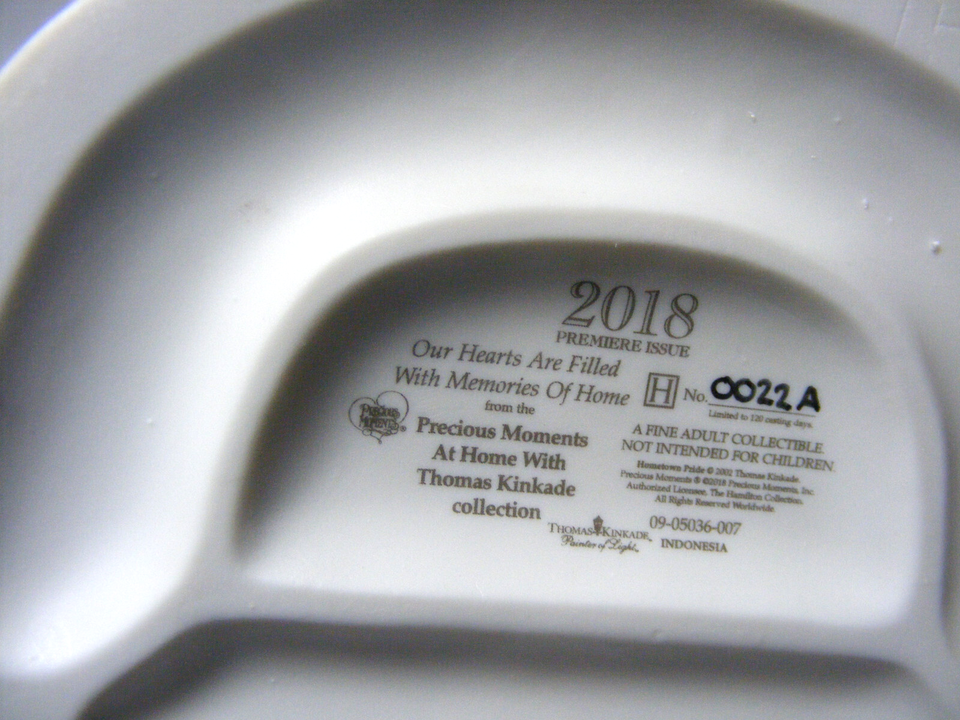 2018
PREMIERE ISSUE
Our Hearts Are Filled
With Memories Of Home
from the
Precious Moments
At Home With
Thomas Kinkade
collection
Precious
Moments®
H No. 0022A
Limited to 120 casting days.
A FINE ADULT COLLECTIBLE.
NOT INTENDED FOR CHILDREN.
Hometown Pride © 2002 Thomas Kinkade.
Precious Moments ® ©2018 Precious Moments, Inc.
Authorized Licensee, The Hamilton Collection.
All Rights Reserved Worldwide.
THOMAS KINKADE
Painter of Light™
09-05036-007
INDONESIA